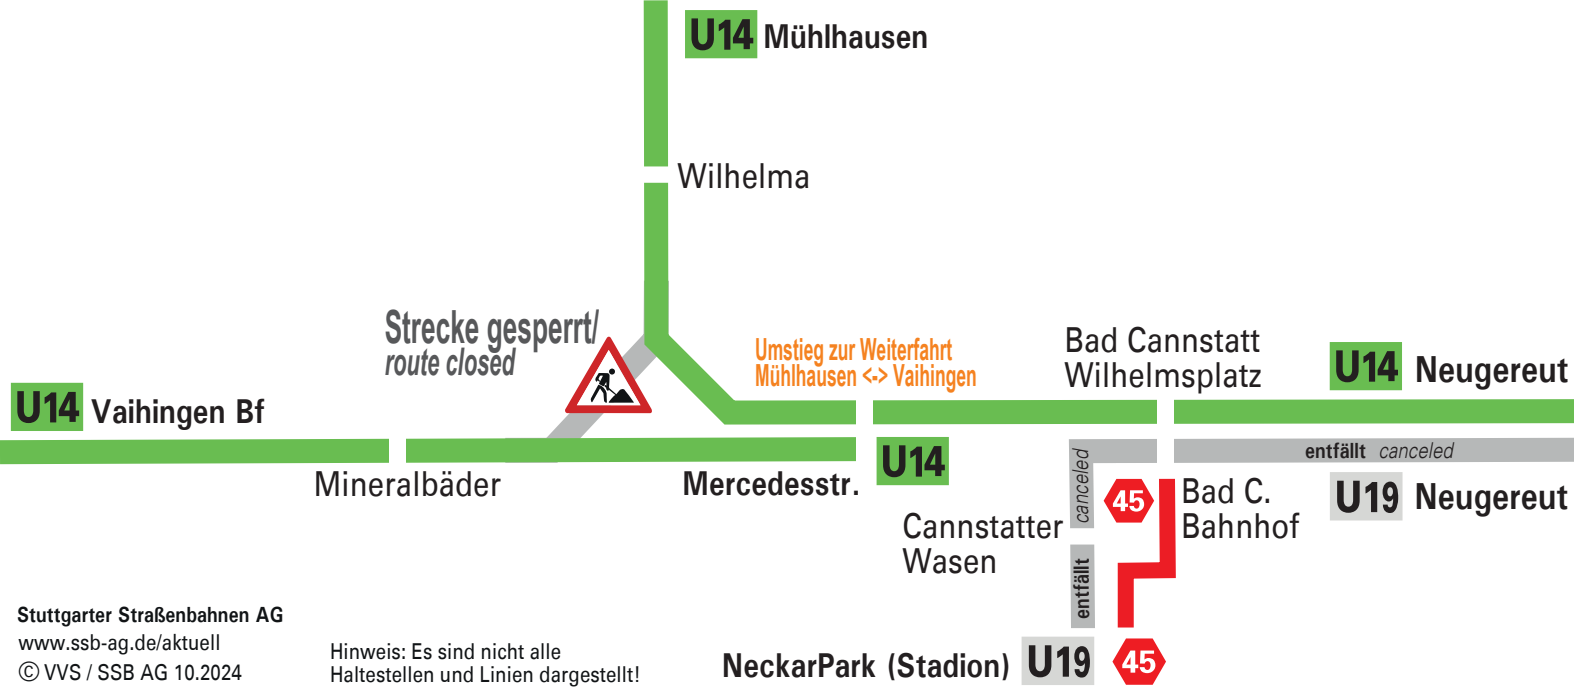 U14 Mühlhausen
Wilhelma
Strecke gesperrt/
route closed
Umstieg zur Weiterfahrt
Mühlhausen <-> Vaihingen
Bad Cannstatt
Wilhelmsplatz
U14 Neugereut
U14 Vaihingen Bf
Mineralbäder
Mercedesstr.
U14
entfällt canceled
U19 Neugereut
canceled
45
Bad C.
Bahnhof
Cannstatter
Wasen
entfällt
NeckarPark (Stadion) U19
45
Stuttgarter Straßenbahnen AG
www.ssb-ag.de/aktuell
© VVS / SSB AG 10.2024
Hinweis: Es sind nicht alle
Haltestellen und Linien dargestellt!